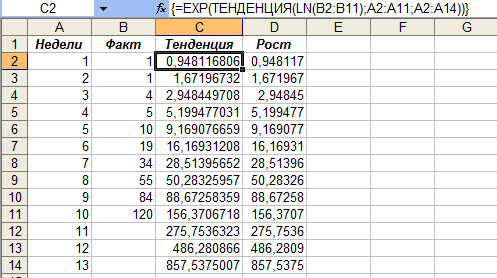 C2 {=EXP(ТЕНДЕНЦИЯ(LN(B2:B11);A2:A11;A2:A14))}
A B C D E F G
1 Недели Факт Тенденция Рост
2 1 1 0,948116806 0,948117
3 2 1 1,67196732 1,671967
4 3 4 2,948449708 2,94845
5 4 5 5,199477031 5,199477
6 5 10 9,169076659 9,169077
7 6 19 16,16931208 16,16931
8 7 34 28,51395652 28,51396
9 8 55 50,28325957 50,28326
10 9 84 88,67258359 88,67258
11 10 120 156,3706718 156,3707
12 11 275,7536323 275,7536
13 12 486,280866 486,2809
14 13 857,5375007 857,5375